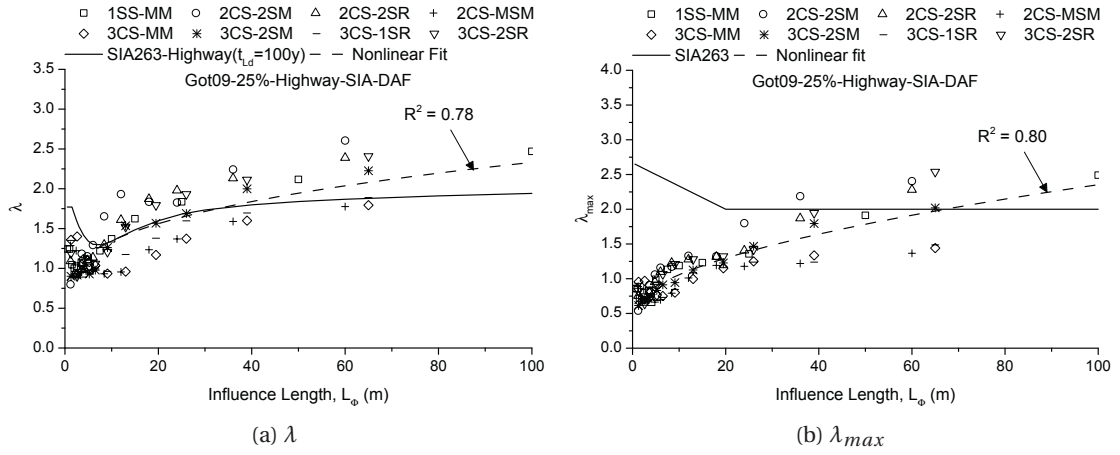 1SS-MM 2CS-2SM 2CS-2SR 2CS-MSM
3CS-MM 3CS-2SM 3CS-1SR 3CS-2SR
SIA263-Highway(t_Ld=100y) Nonlinear Fit
Got09-25%-Highway-SIA-DAF
R² = 0.78
3.5
3.0
2.5
2.0
1.5
1.0
0.5
0.0
λ
0 20 40 60 80 100
Influence Length, L_Φ (m)
(a) λ
1SS-MM 2CS-2SM 2CS-2SR 2CS-MSM
3CS-MM 3CS-2SM 3CS-1SR 3CS-2SR
SIA263 Nonlinear fit
Got09-25%-Highway-SIA-DAF
R² = 0.80
4.0
3.5
3.0
2.5
2.0
1.5
1.0
0.5
0.0
λ_max
0 20 40 60 80 100
Influence Length, L_Φ (m)
(b) λ_max